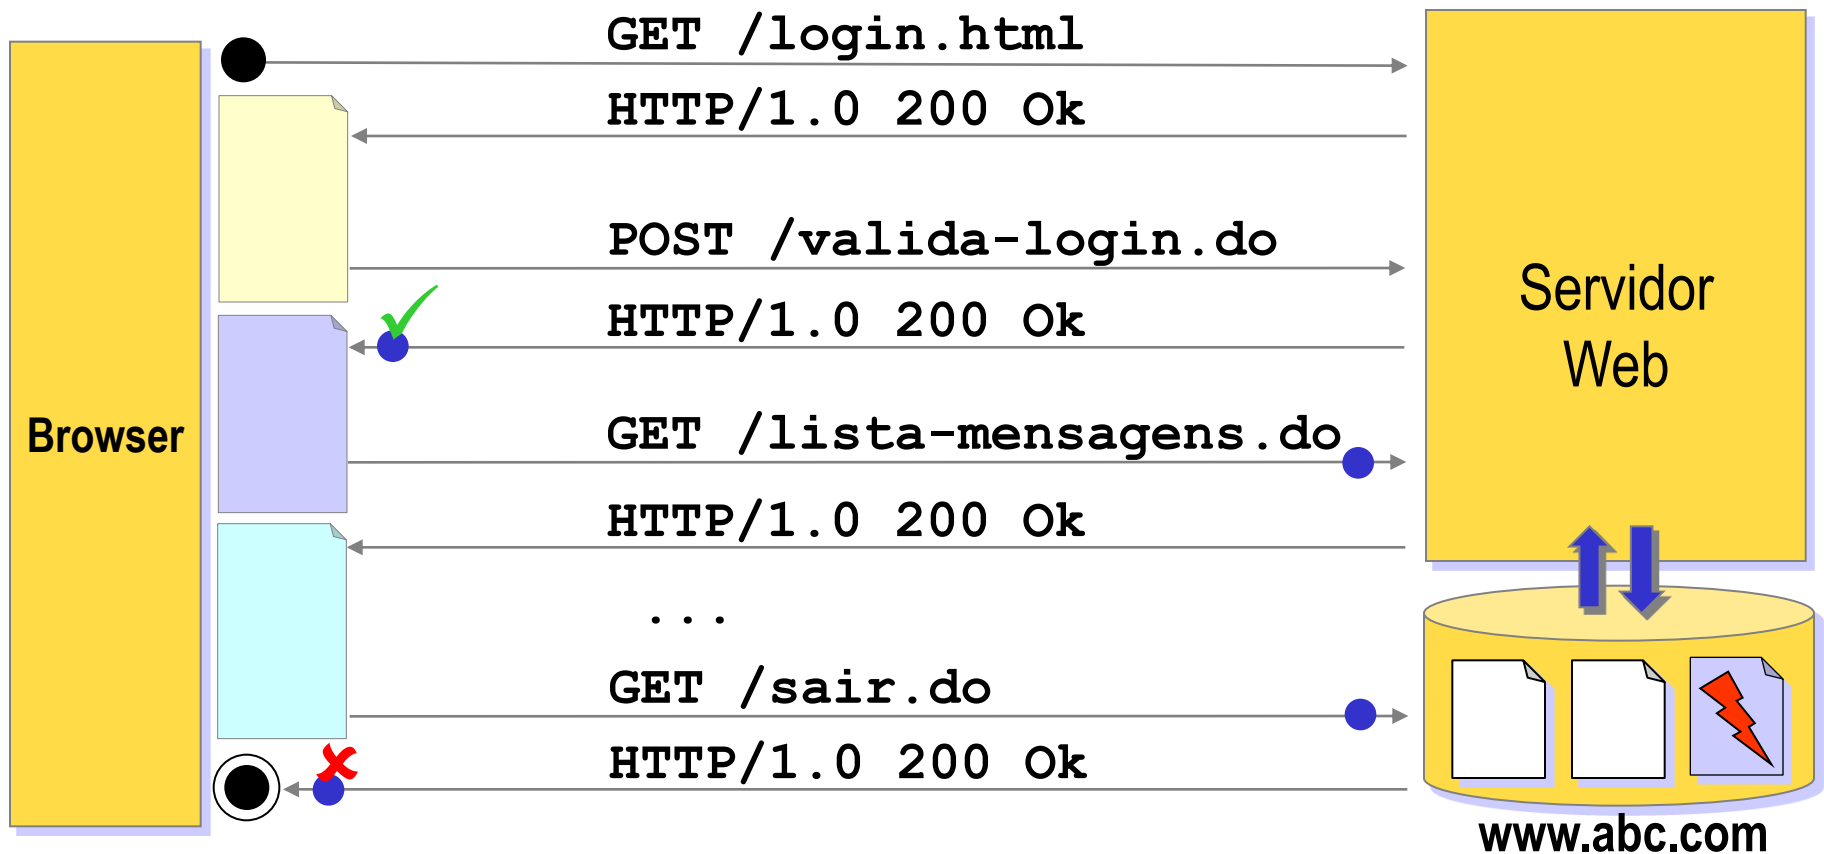 GET /login.html
HTTP/1.0 200 Ok
POST /valida-login.do
HTTP/1.0 200 Ok
Servidor
Web
Browser
GET /lista-mensagens.do
HTTP/1.0 200 Ok
...
GET /sair.do
HTTP/1.0 200 Ok
www.abc.com